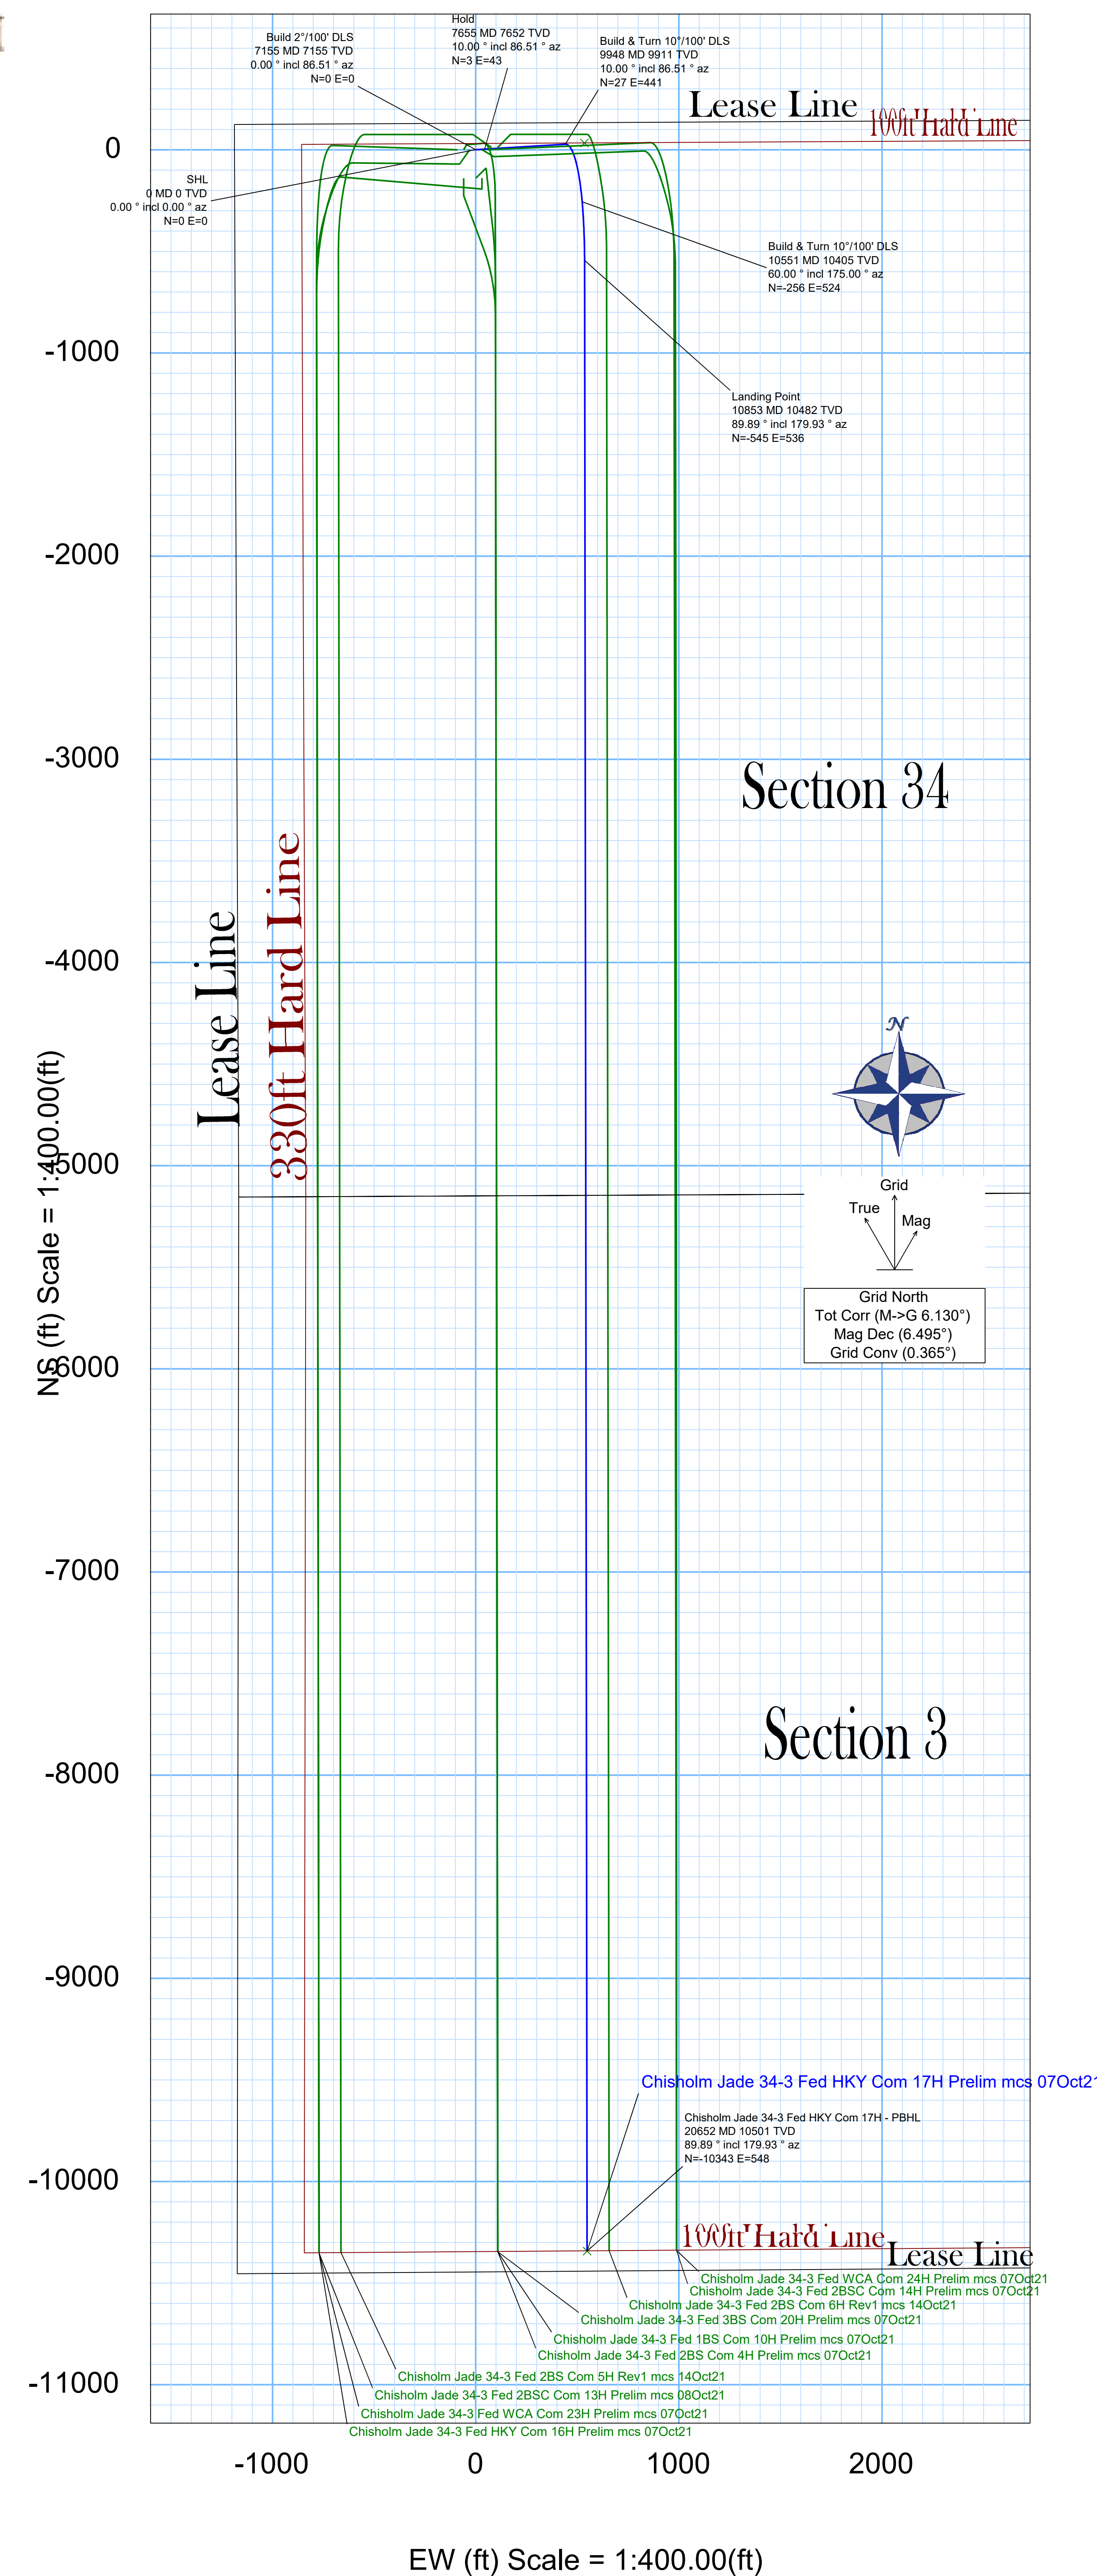 Hold
7655 MD 7652 TVD
10.00 ° incl 86.51 ° az
N=3 E=43
Build 2°/100' DLS
7155 MD 7155 TVD
0.00 ° incl 86.51 ° az
N=0 E=0
Build & Turn 10°/100' DLS
9948 MD 9911 TVD
10.00 ° incl 86.51 ° az
N=27 E=441
Lease Line
100ft Hard Line
0
SHL
0 MD 0 TVD
0.00 ° incl 0.00 ° az
N=0 E=0
Build & Turn 10°/100' DLS
10551 MD 10405 TVD
60.00 ° incl 175.00 ° az
N=-256 E=524
-1000
Landing Point
10853 MD 10482 TVD
89.89 ° incl 179.93 ° az
N=-545 E=536
-2000
-3000
Section 34
Lease Line
330ft Hard Line
-4000
N
NS (ft) Scale = 1:400.00(ft)
-5000
Grid
True
Mag
Grid North
Tot Corr (M->G 6.130°)
Mag Dec (6.495°)
Grid Conv (0.365°)
-6000
-7000
Section 3
-8000
-9000
Chisholm Jade 34-3 Fed HKY Com 17H Prelim mcs 07Oct21
Chisholm Jade 34-3 Fed HKY Com 17H - PBHL
20652 MD 10501 TVD
89.89 ° incl 179.93 ° az
N=-10343 E=548
-10000
100ft Hard Line
Lease Line
Chisholm Jade 34-3 Fed WCA Com 24H Prelim mcs 07Oct21
Chisholm Jade 34-3 Fed 2BSC Com 14H Prelim mcs 07Oct21
Chisholm Jade 34-3 Fed 2BS Com 6H Rev1 mcs 14Oct21
Chisholm Jade 34-3 Fed 3BS Com 20H Prelim mcs 07Oct21
Chisholm Jade 34-3 Fed 1BS Com 10H Prelim mcs 07Oct21
Chisholm Jade 34-3 Fed 2BS Com 4H Prelim mcs 07Oct21
Chisholm Jade 34-3 Fed 2BS Com 5H Rev1 mcs 14Oct21
-11000
Chisholm Jade 34-3 Fed 2BSC Com 13H Prelim mcs 08Oct21
Chisholm Jade 34-3 Fed WCA Com 23H Prelim mcs 07Oct21
Chisholm Jade 34-3 Fed HKY Com 16H Prelim mcs 07Oct21
-1000
0
1000
2000
EW (ft) Scale = 1:400.00(ft)